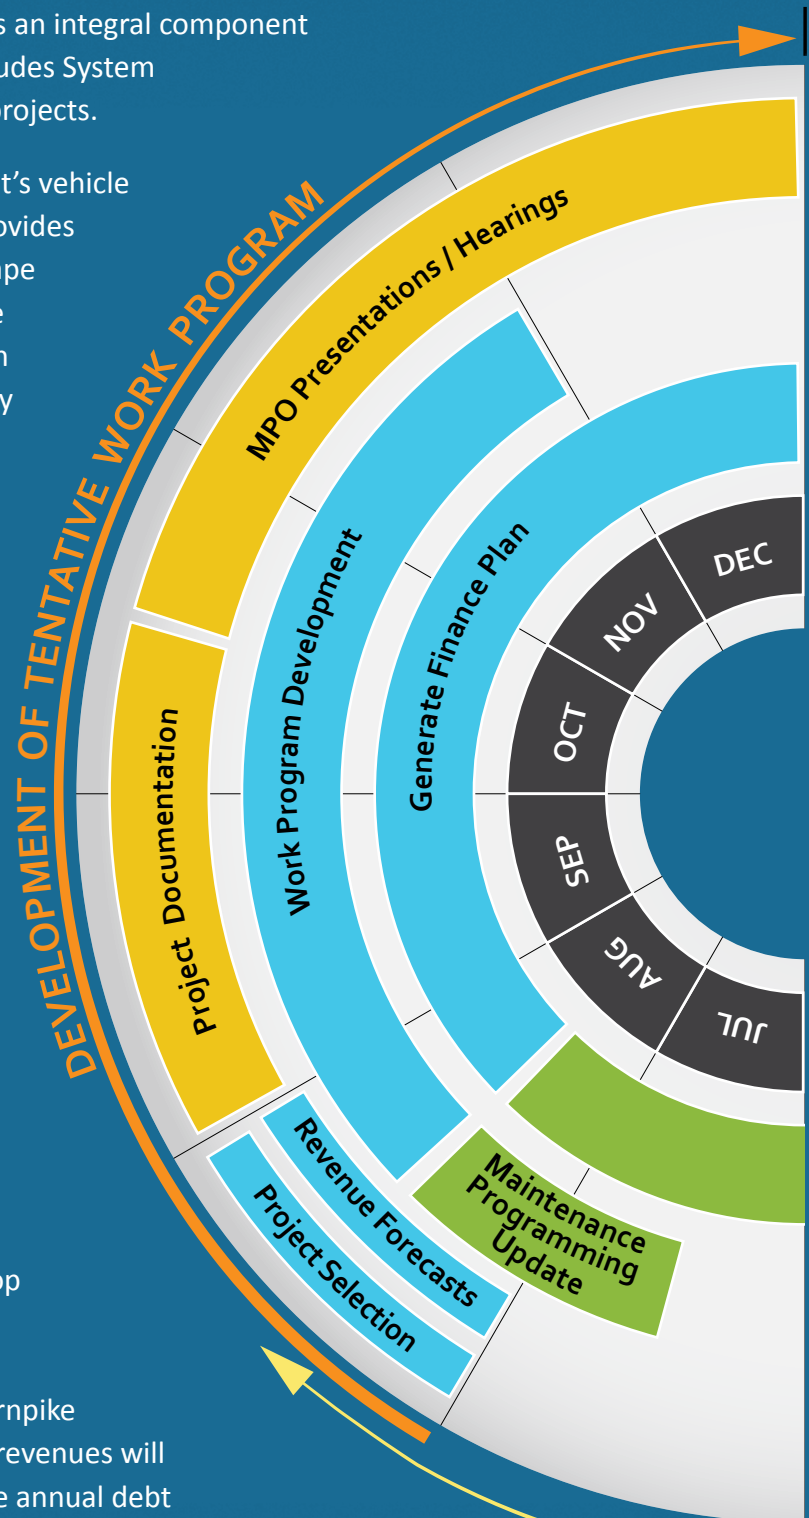 s an integral component
udes System
rojects.
t's vehicle
ovides
ape
e
n
y
DEVELOPMENT OF TENTATIVE WORK PROGRAM
MPO Presentations / Hearings
Work Program Development
Generate Finance Plan
DEC
NOV
OCT
SEP
AUG
JUL
Project Documentation
Revenue Forecasts
Project Selection
Maintenance
Programming
Update
op
rnpike
revenues will
e annual debt